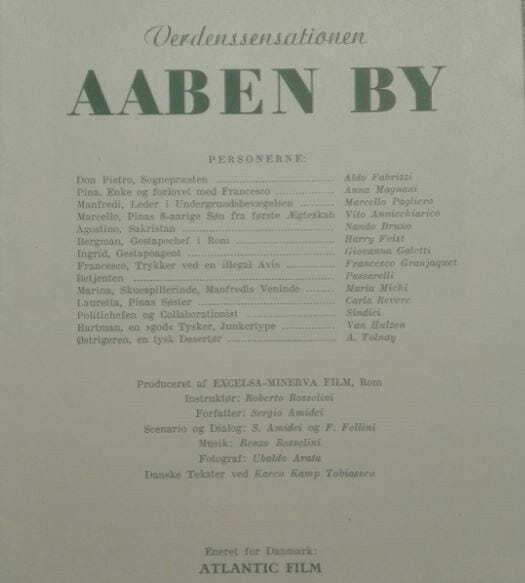 Verdenssensationen
AABEN BY
PERSONERNE:
Don Pietro, Sognepræsten .................... Aldo Fabrizzi
Pina, Enke og forlovet med Francesco .................... Anna Magnani
Manfredi, Leder i Undergrundsbevægelsen ........ Marcello Pagliero
Marcello, Pinas 8-aarige Søn fra første Ægteskab Vito Annicchiarico
Agostino, Sakristan .................... Nando Bruno
Bergman, Gestapochef i Rom .................... Harry Feist
Ingrid, Gestapoagent .................... Giovanna Galetti
Francesco, Trykker ved en illegal Avis .................... Francesco Granjaquet
Betjenten .................... Passarelli
Marina, Skuespillerinde, Manfredis Veninde ........ Maria Michi
Lauretta, Pinas Søster .................... Carla Revere
Politichefen og Collaborationist .................... Sindici
Hartman, en »gode« Tysker, Junkertype .................... Van Hulzen
Østrigeren, en tysk Desertør .................... A. Tolnay
Produceret af EXCELSA-MINERVA FILM, Rom
Instruktør: Roberto Rosselini
Forfatter: Sergio Amidei
Scenario og Dialog: S. Amidei og F. Fellini
Musik: Renzo Rosselini
Fotograf: Ubaldo Arata
Danske Tekster ved Karen Kamp Tobiassen
Eneret for Danmark:
ATLANTIC FILM